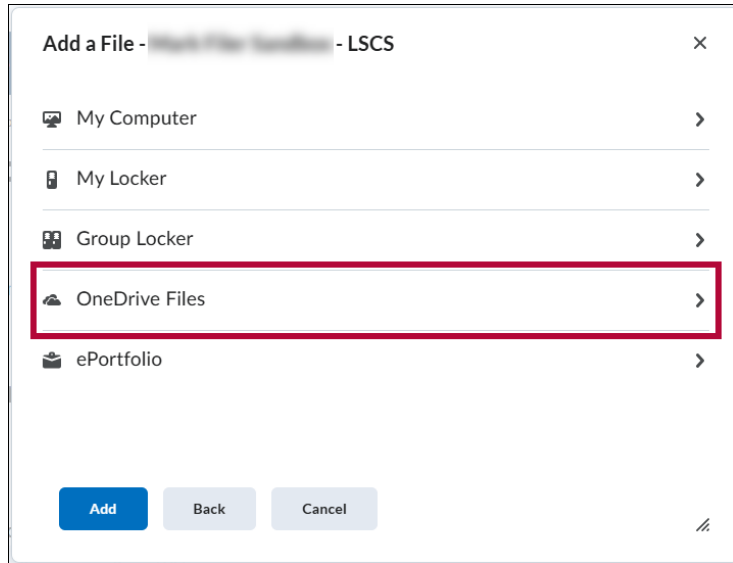 Add a File - - LSCS
My Computer
My Locker
Group Locker
OneDrive Files
ePortfolio
Add Back Cancel